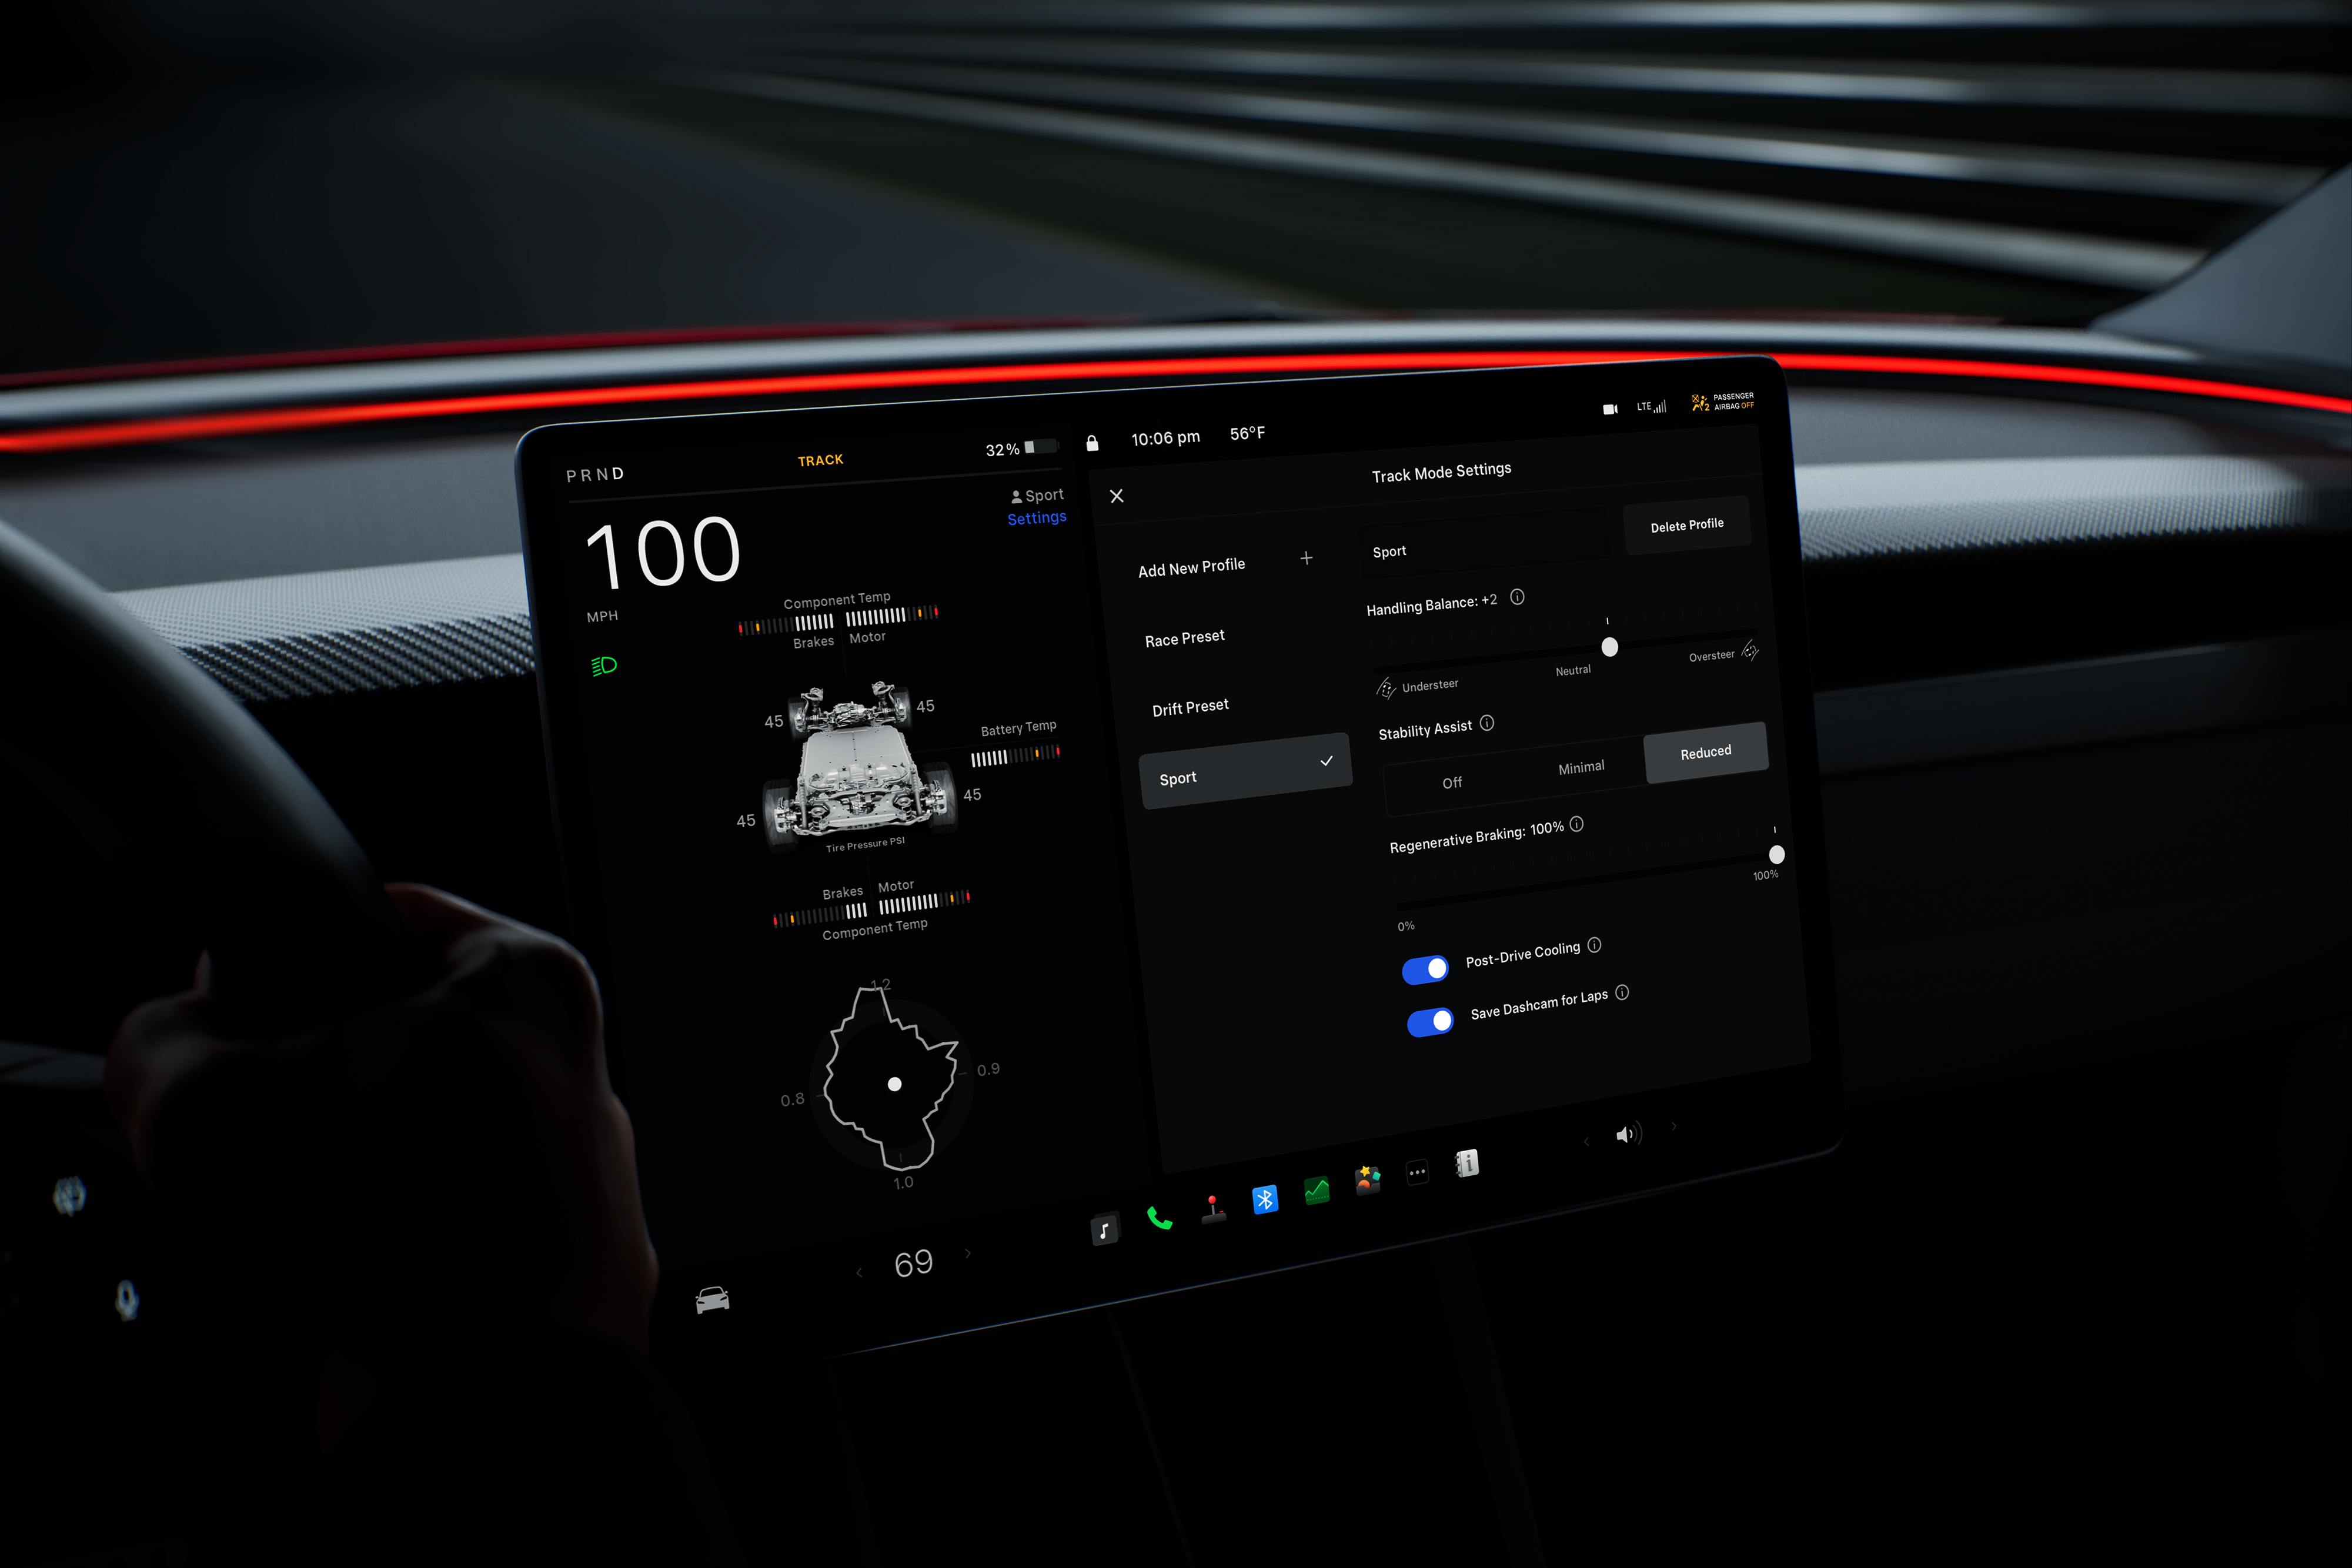 PRND
TRACK
32%
10:06 pm
56°F
LTE
PASSENGER
AIRBAG OFF
100
MPH
Sport
Settings
Component Temp
Brakes
Motor
45
45
Battery Temp
45
45
Tire Pressure PSI
Brakes
Motor
Component Temp
1.2
0.8
0.9
1.0
Track Mode Settings
Add New Profile
Race Preset
Drift Preset
Sport
Sport
Delete Profile
Handling Balance: +2
Understeer
Neutral
Oversteer
Stability Assist
Off
Minimal
Reduced
Regenerative Braking: 100%
0%
100%
Post-Drive Cooling
Save Dashcam for Laps
69